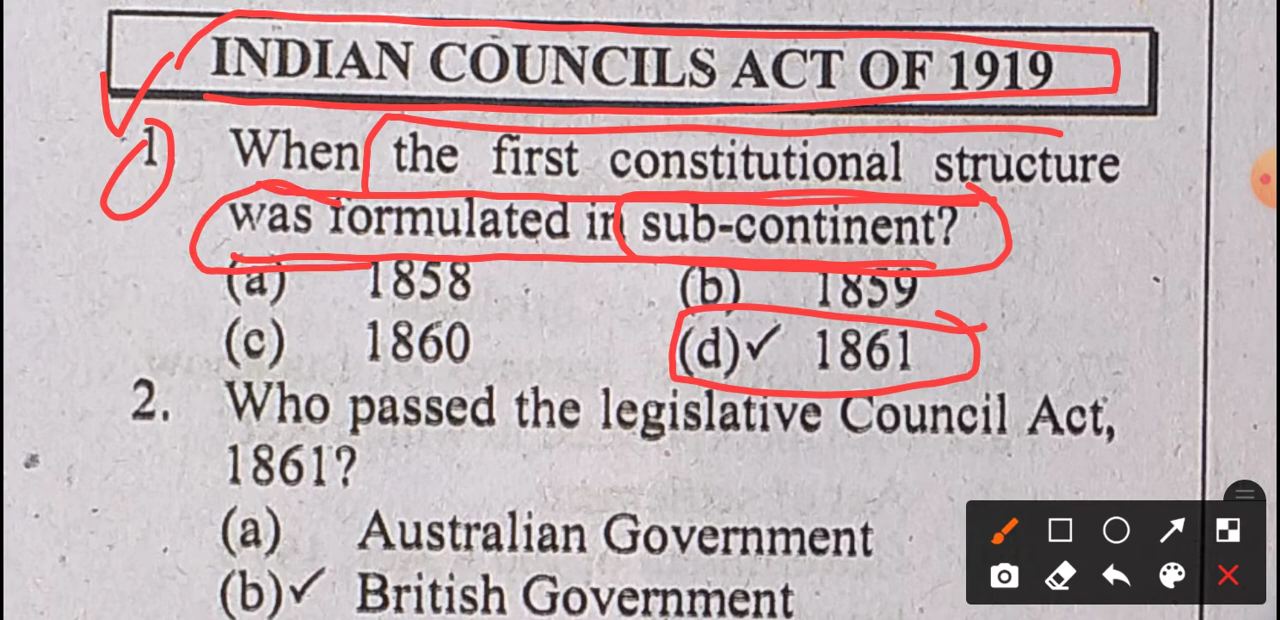 INDIAN COUNCILS ACT OF 1919
1 When the first constitutional structure
was formulated in sub-continent?
(a) 1858 (b) 1859
(c) 1860 (d)✓ 1861
2. Who passed the legislative Council Act,
1861?
(a) Australian Government
(b)✓ British Government